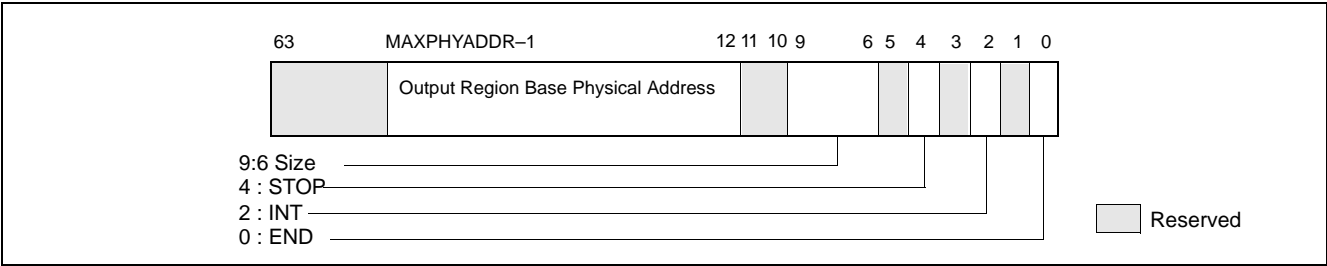 63 MAXPHYADDR–1 12 11 10 9 6 5 4 3 2 1 0
Output Region Base Physical Address
9:6 Size
4 : STOP
2 : INT
0 : END
Reserved